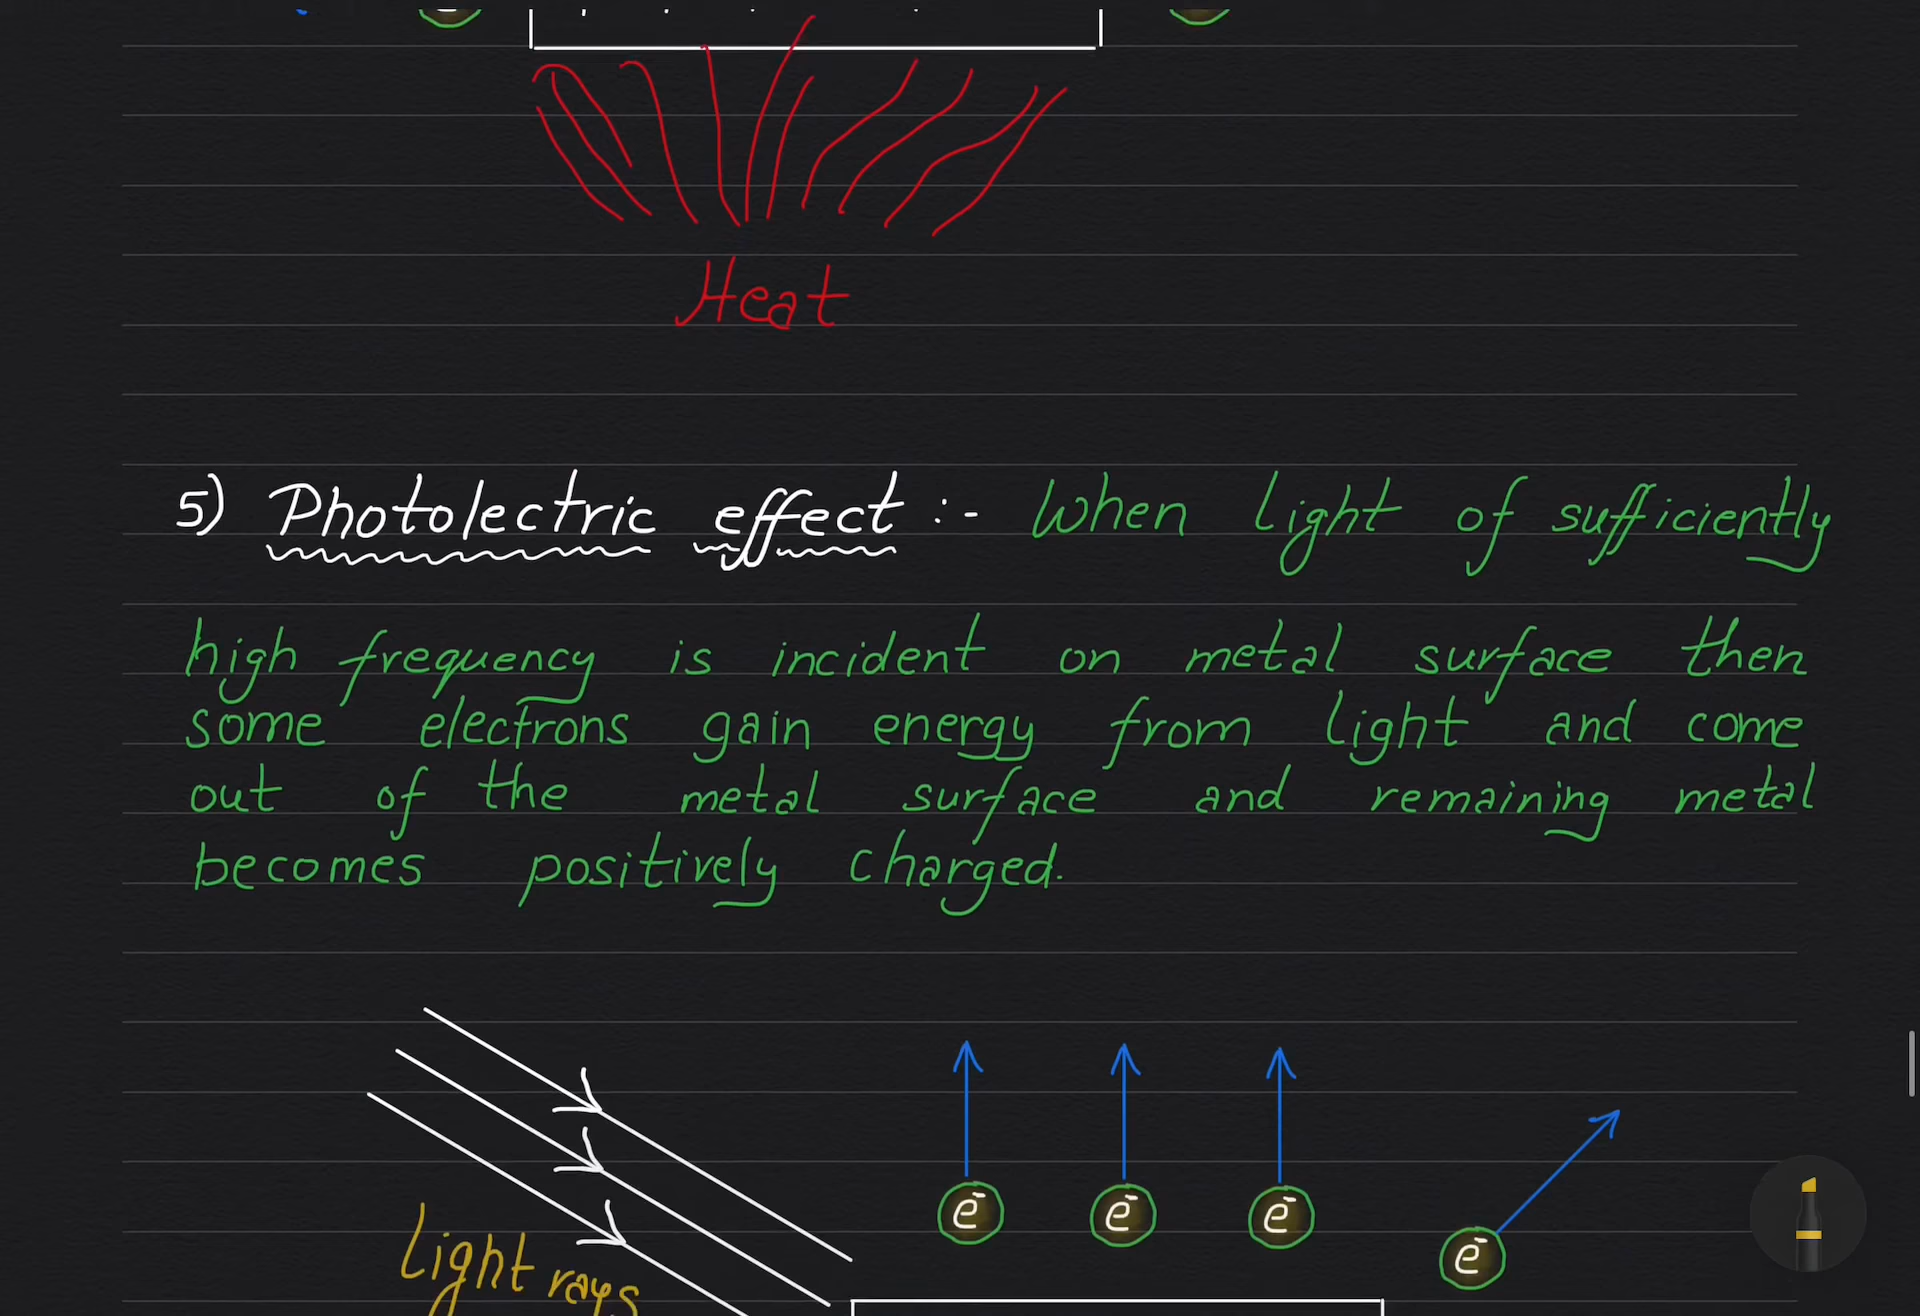 Heat
5) Photolectric effect :- When light of sufficiently
high frequency is incident on metal surface then
some electrons gain energy from light and come
out of the metal surface and remaining metal
becomes positively charged.
e⁻ e⁻ e⁻
e⁻
Light rays